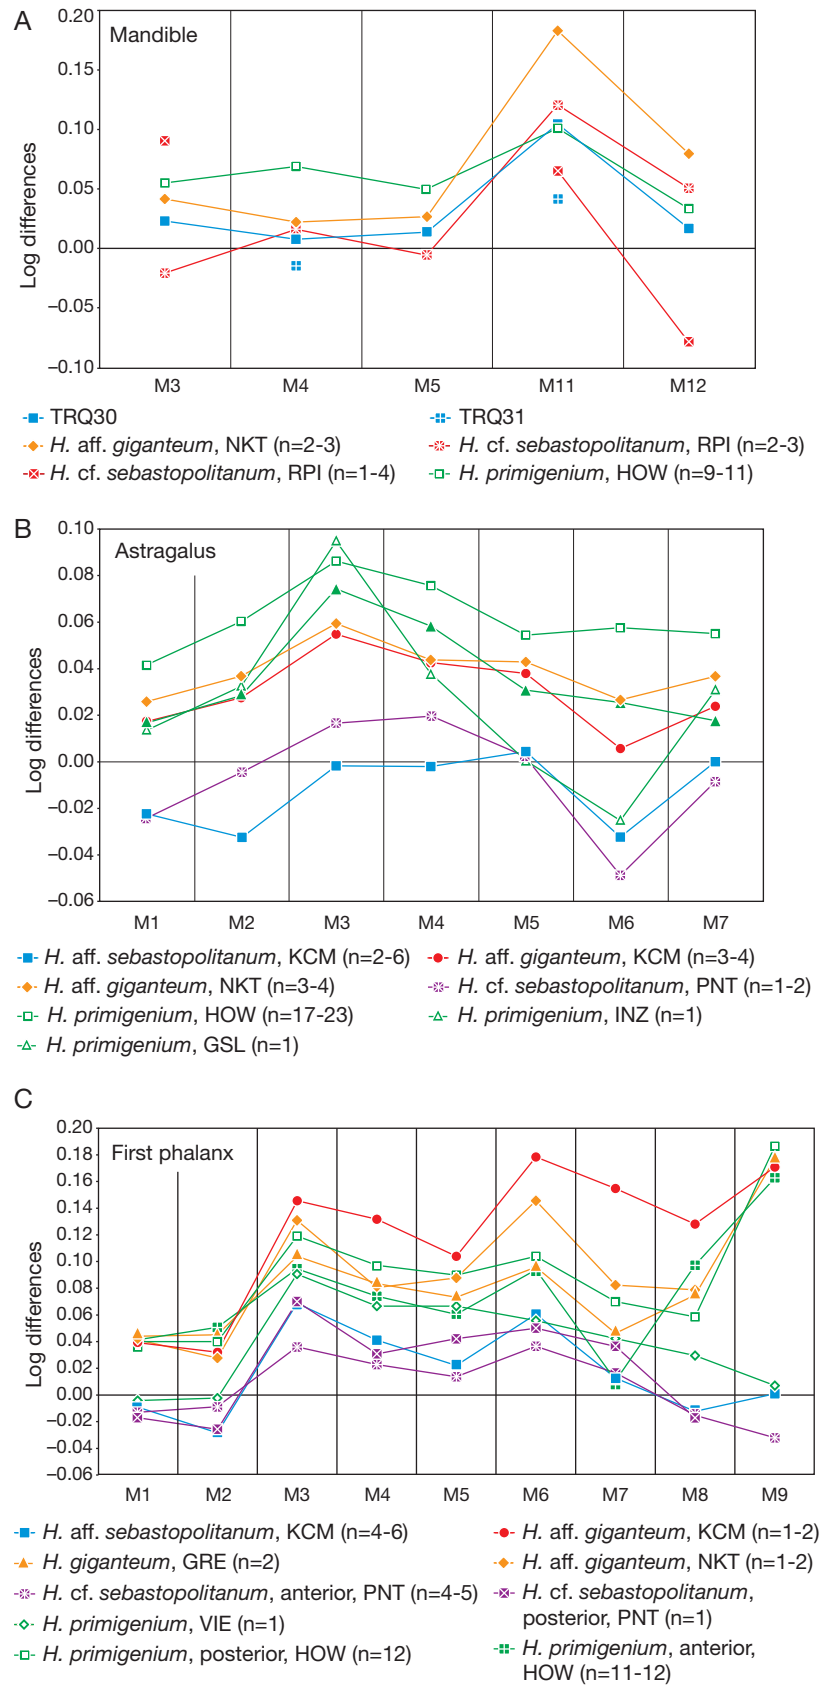 A
Mandible
Log differences
0.20
0.15
0.10
0.05
0.00
–0.05
–0.10
M3 M4 M5 M11 M12
TRQ30 TRQ31
H. aff. giganteum, NKT (n=2-3) H. cf. sebastopolitanum, RPI (n=2-3)
H. cf. sebastopolitanum, RPI (n=1-4) H. primigenium, HOW (n=9-11)
B
Astragalus
Log differences
0.10
0.08
0.06
0.04
0.02
0.00
–0.02
–0.04
–0.06
M1 M2 M3 M4 M5 M6 M7
H. aff. sebastopolitanum, KCM (n=2-6) H. aff. giganteum, KCM (n=3-4)
H. aff. giganteum, NKT (n=3-4) H. cf. sebastopolitanum, PNT (n=1-2)
H. primigenium, HOW (n=17-23) H. primigenium, INZ (n=1)
H. primigenium, GSL (n=1)
C
First phalanx
Log differences
0.20
0.18
0.16
0.14
0.12
0.10
0.08
0.06
0.04
0.02
0.00
–0.02
–0.04
–0.06
M1 M2 M3 M4 M5 M6 M7 M8 M9
H. aff. sebastopolitanum, KCM (n=4-6) H. aff. giganteum, KCM (n=1-2)
H. giganteum, GRE (n=2) H. aff. giganteum, NKT (n=1-2)
H. cf. sebastopolitanum, anterior, PNT (n=4-5) H. cf. sebastopolitanum,
posterior, PNT (n=1)
H. primigenium, VIE (n=1)
H. primigenium, posterior, HOW (n=12) H. primigenium, anterior,
HOW (n=11-12)